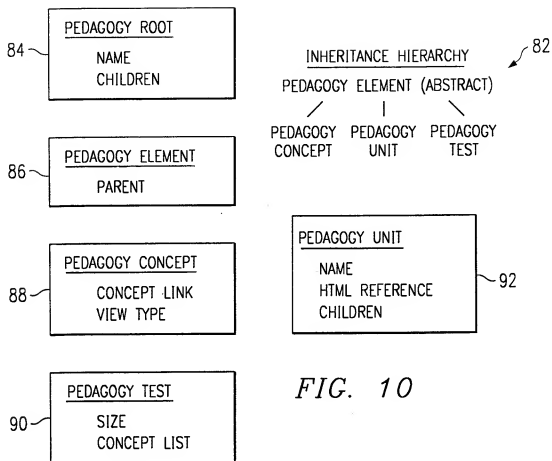 84
PEDAGOGY ROOT
NAME
CHILDREN
86
PEDAGOGY ELEMENT
PARENT
88
PEDAGOGY CONCEPT
CONCEPT LINK
VIEW TYPE
90
PEDAGOGY TEST
SIZE
CONCEPT LIST
82
INHERITANCE HIERARCHY
PEDAGOGY ELEMENT (ABSTRACT)
PEDAGOGY PEDAGOGY PEDAGOGY
CONCEPT UNIT TEST
PEDAGOGY UNIT
NAME
HTML REFERENCE
CHILDREN
92
FIG. 10